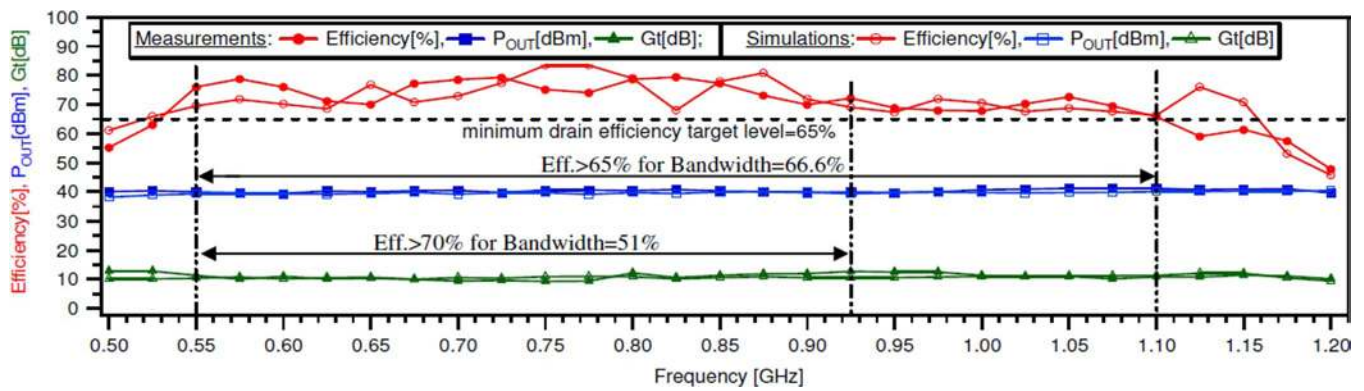 Measurements: Efficiency[%], POUT[dBm], Gt[dB]; Simulations: Efficiency[%], POUT[dBm], Gt[dB]
Efficiency[%], POUT[dBm], Gt[dB]
100
90
80
70
60
50
40
30
20
10
0
minimum drain efficiency target level=65%
Eff.>65% for Bandwidth=66.6%
Eff.>70% for Bandwidth=51%
0.50 0.55 0.60 0.65 0.70 0.75 0.80 0.85 0.90 0.95 1.00 1.05 1.10 1.15 1.20
Frequency [GHz]